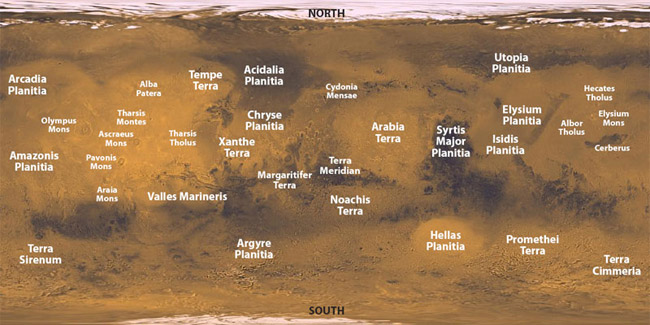 NORTH
Utopia
Planitia
Arcadia
Planitia
Tempe
Terra
Acidalia
Planitia
Alba
Patera
Cydonia
Mensae
Hecates
Tholus
Olympus
Mons
Tharsis
Montes
Chryse
Planitia
Elysium
Planitia
Elysium
Mons
Ascraeus
Mons
Tharsis
Tholus
Xanthe
Terra
Arabia
Terra
Syrtis
Major
Planitia
Isidis
Planitia
Albor
Tholus
Cerberus
Amazonis
Planitia
Pavonis
Mons
Terra
Meridian
Margaritifer
Terra
Araia
Mons
Valles Marineris
Noachis
Terra
Terra
Sirenum
Argyre
Planitia
Hellas
Planitia
Promethei
Terra
Terra
Cimmeria
SOUTH